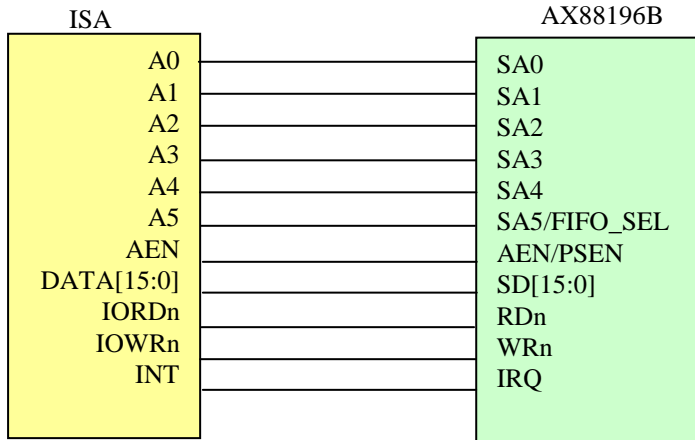 ISA
AX88196B
A0
SA0
A1
SA1
A2
SA2
A3
SA3
A4
SA4
A5
SA5/FIFO_SEL
AEN
AEN/PSEN
DATA[15:0]
SD[15:0]
IORDn
RDn
IOWRn
WRn
INT
IRQ